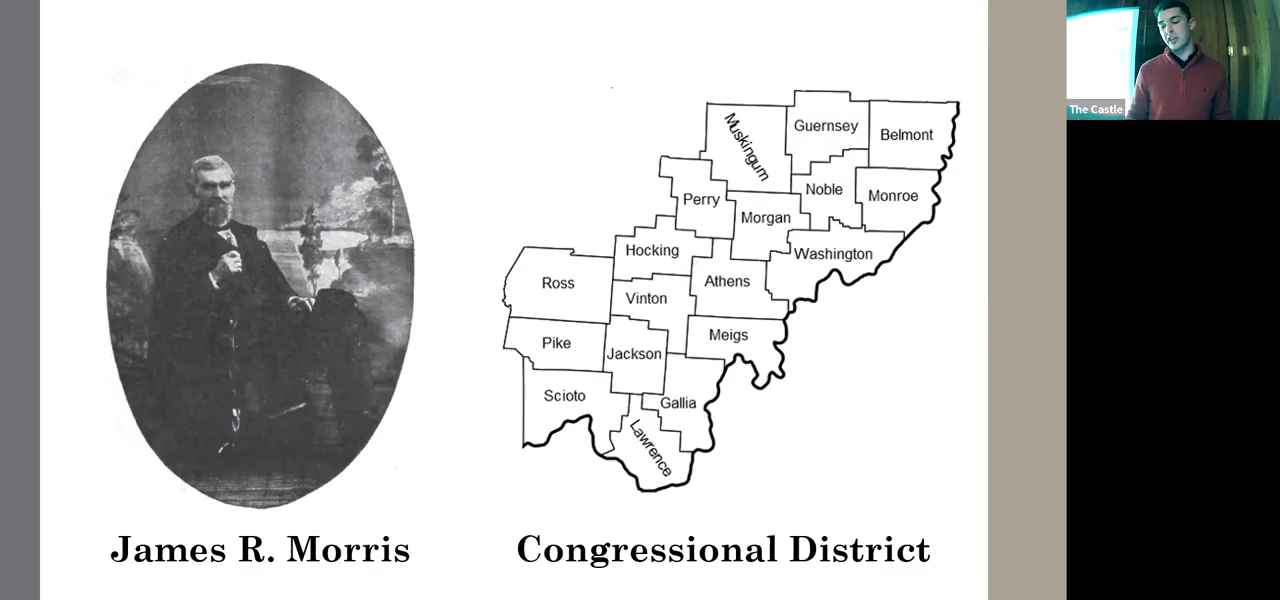 The Castle
Muskingum
Guernsey
Belmont
Perry
Noble
Monroe
Morgan
Hocking
Washington
Ross
Athens
Vinton
Pike
Jackson
Meigs
Scioto
Gallia
Lawrence
James R. Morris
Congressional District